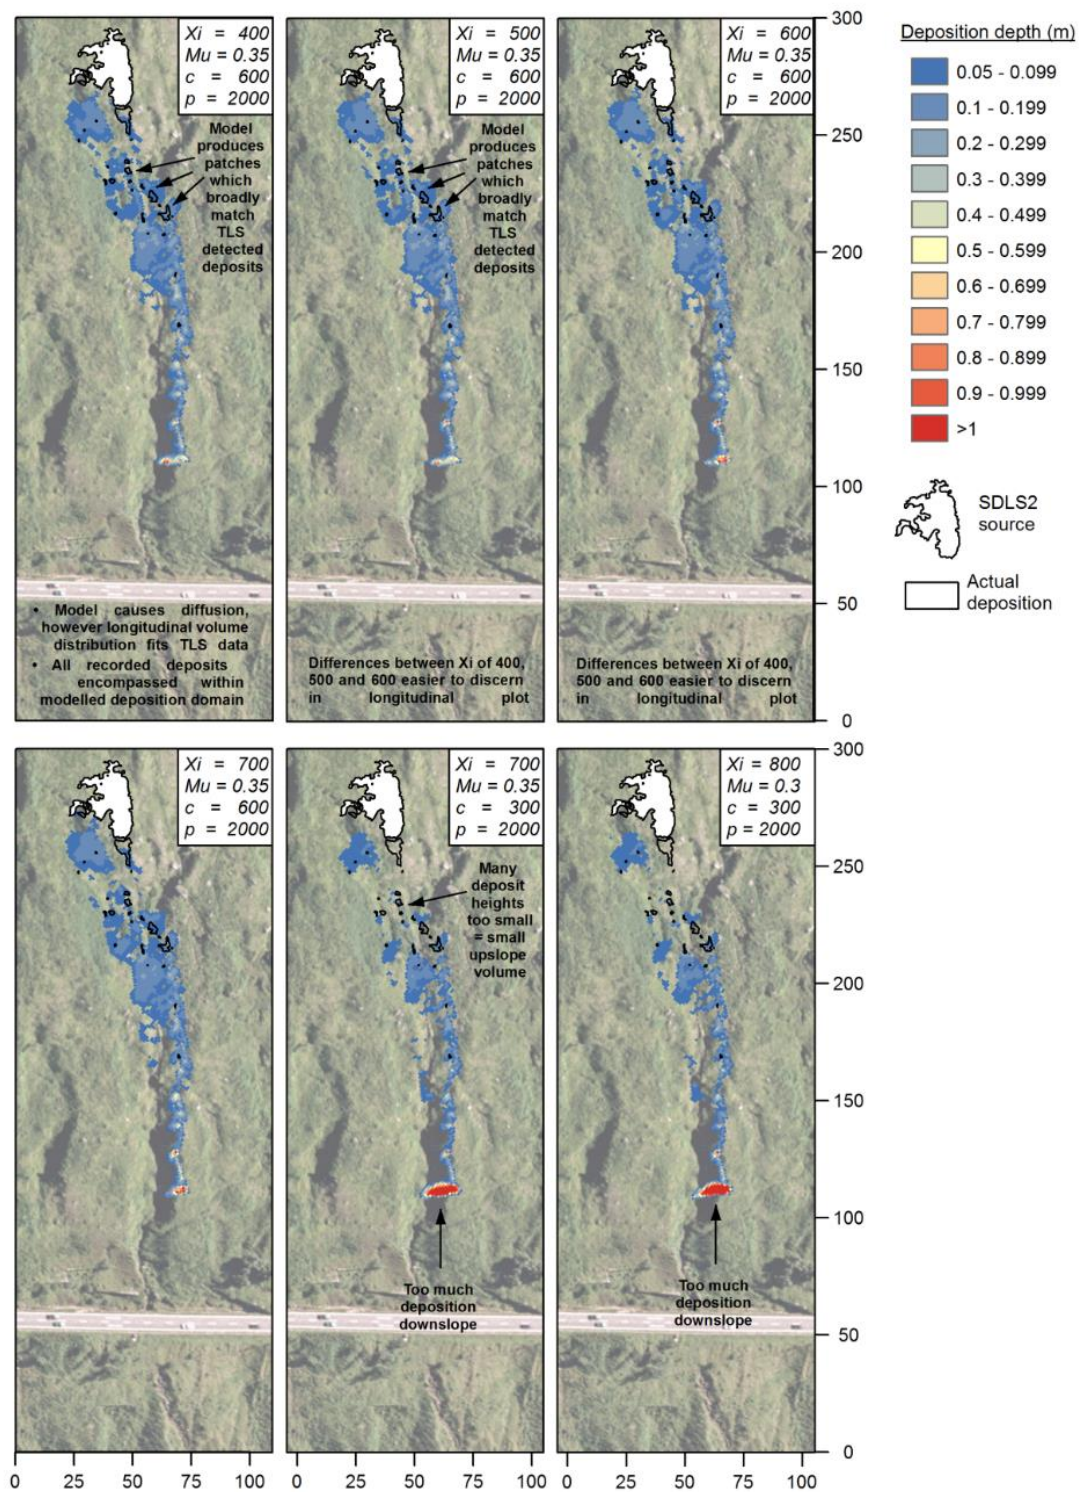 Xi = 400
Mu = 0.35
c = 600
p = 2000
Model
produces
patches
which
broadly
match
TLS
detected
deposits
• Model causes diffusion,
however longitudinal volume
distribution fits TLS data
• All recorded deposits
encompassed within
modelled deposition domain
Xi = 500
Mu = 0.35
c = 600
p = 2000
Model
produces
patches
which
broadly
match
TLS
detected
deposits
Differences between Xi of 400,
500 and 600 easier to discern
in longitudinal plot
Xi = 600
Mu = 0.35
c = 600
p = 2000
Differences between Xi of 400,
500 and 600 easier to discern
in longitudinal plot
300
250
200
150
100
50
0
Deposition depth (m)
0.05 - 0.099
0.1 - 0.199
0.2 - 0.299
0.3 - 0.399
0.4 - 0.499
0.5 - 0.599
0.6 - 0.699
0.7 - 0.799
0.8 - 0.899
0.9 - 0.999
>1
SDLS2
source
Actual
deposition
Xi = 700
Mu = 0.35
c = 600
p = 2000
Xi = 700
Mu = 0.35
c = 300
p = 2000
Many
deposit
heights
too small
= small
upslope
volume
Too much
deposition
downslope
Xi = 800
Mu = 0.3
c = 300
p = 2000
Too much
deposition
downslope
300
250
200
150
100
50
0
0 25 50 75 100
0 25 50 75 100
0 25 50 75 100